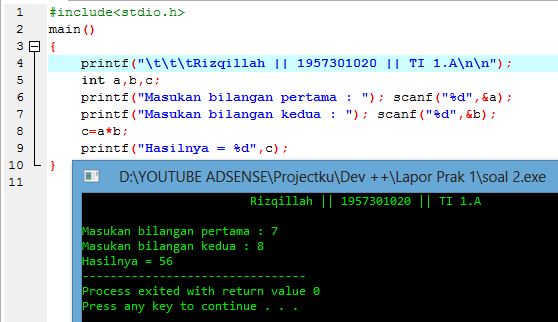 1 #include<stdio.h>
2 main()
3 {
4 printf("\t\t\tRizqillah || 1957301020 || TI 1.A\n\n");
5 int a,b,c;
6 printf("Masukan bilangan pertama : "); scanf("%d",&a);
7 printf("Masukan bilangan kedua : "); scanf("%d",&b);
8 c=a*b;
9 printf("Hasilnya = %d",c);
10 }
11
D:\YOUTUBE ADSENSE\Projectku\Dev ++\Lapor Prak 1\soal 2.exe
Rizqillah || 1957301020 || TI 1.A
Masukan bilangan pertama : 7
Masukan bilangan kedua : 8
Hasilnya = 56
--------------------------------
Process exited with return value 0
Press any key to continue . . .